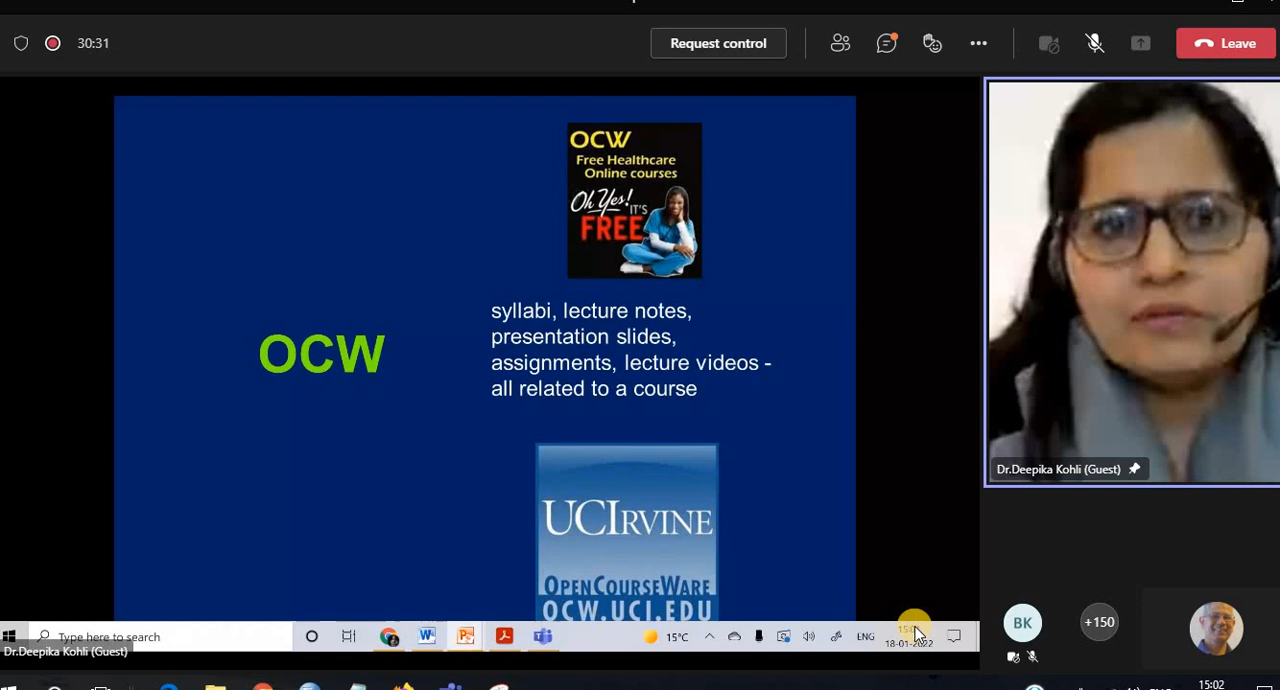 30:31
Request control
Leave
OCW
Free Healthcare
Online courses
Oh Yes! IT'S
FREE
syllabi, lecture notes,
presentation slides,
assignments, lecture videos -
all related to a course
OCW
UCIRVINE
OPENCOURSEWARE
OCW.UCI.EDU
Dr.Deepika Kohli (Guest)
BK
+150
Type here to search
15°C
ENG
18-01-2022
Dr.Deepika Kohli (Guest)
15:02